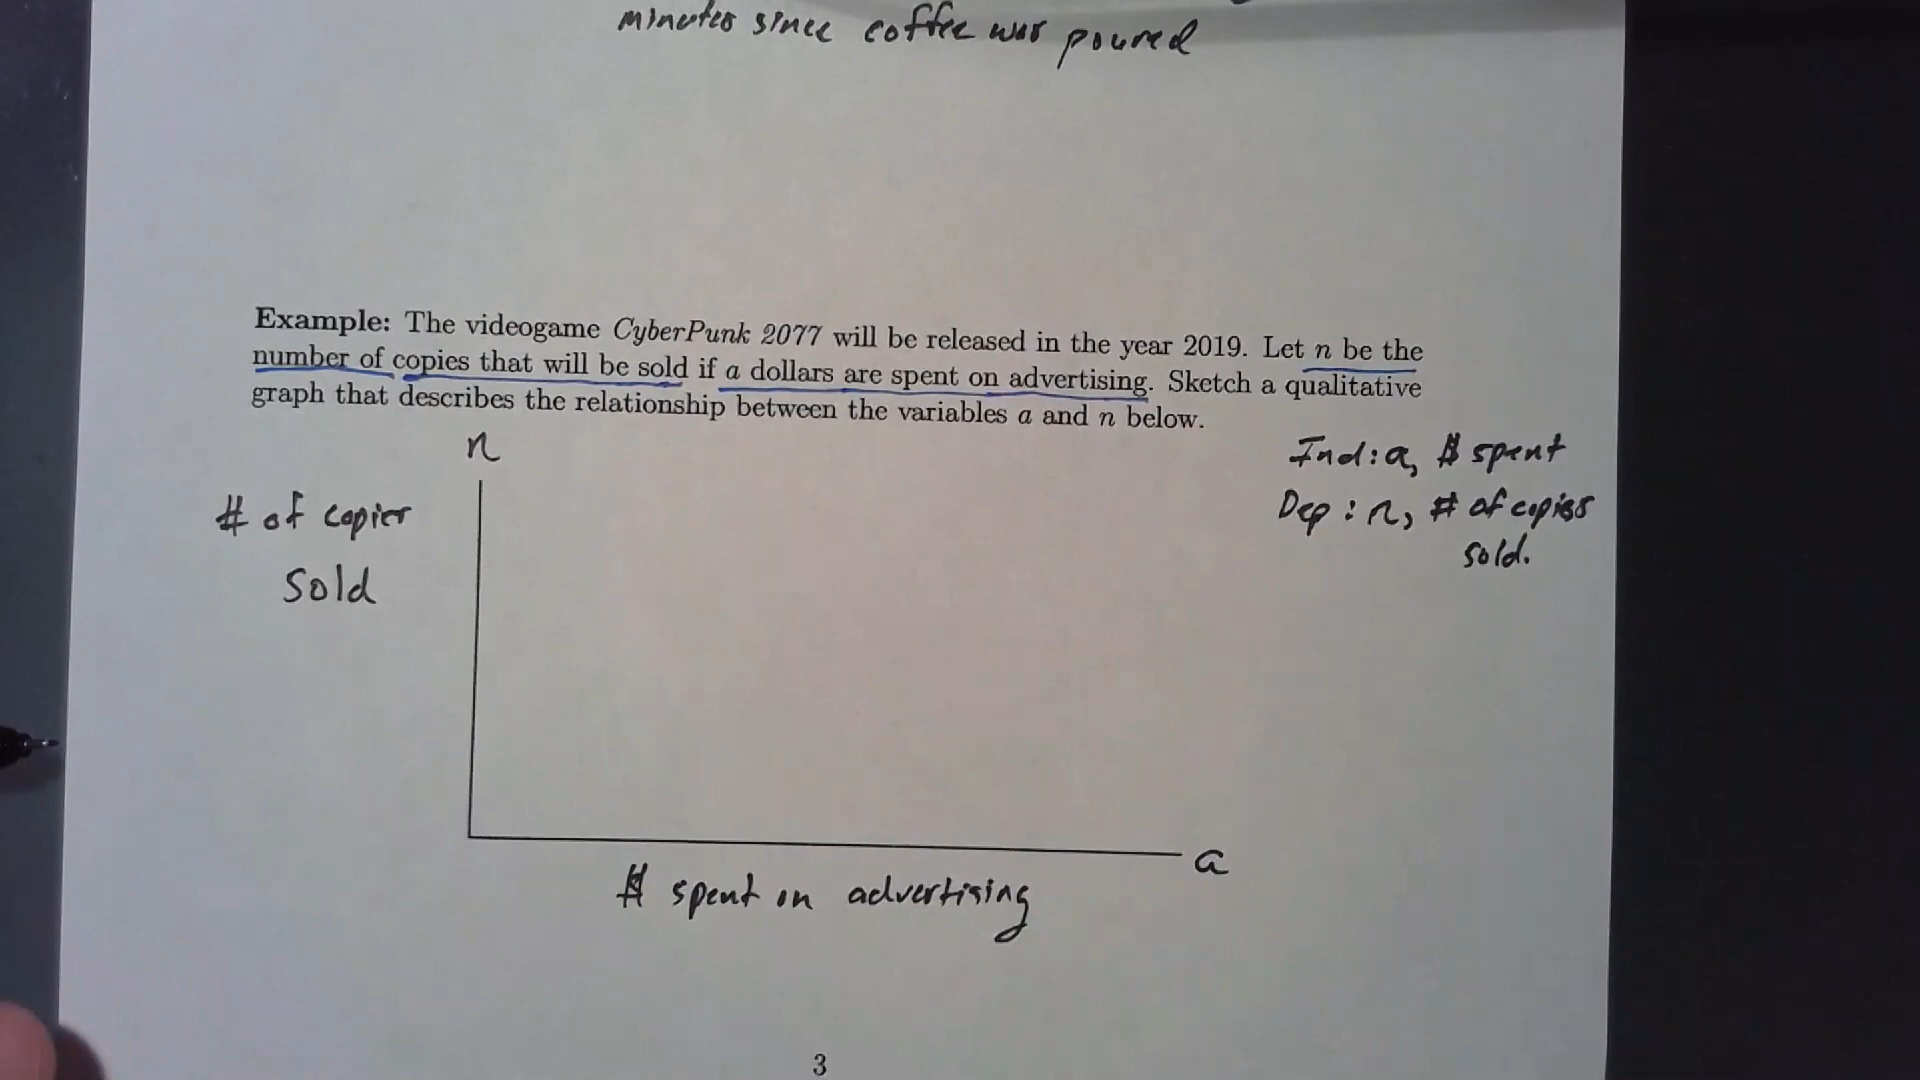 minutes since coffee was poured
Example: The videogame CyberPunk 2077 will be released in the year 2019. Let n be the
number of copies that will be sold if a dollars are spent on advertising. Sketch a qualitative
graph that describes the relationship between the variables a and n below.
n
# of copies
sold
Ind: a, $ spent
Dep: n, # of copies
sold.
a
$ spent on advertising
3